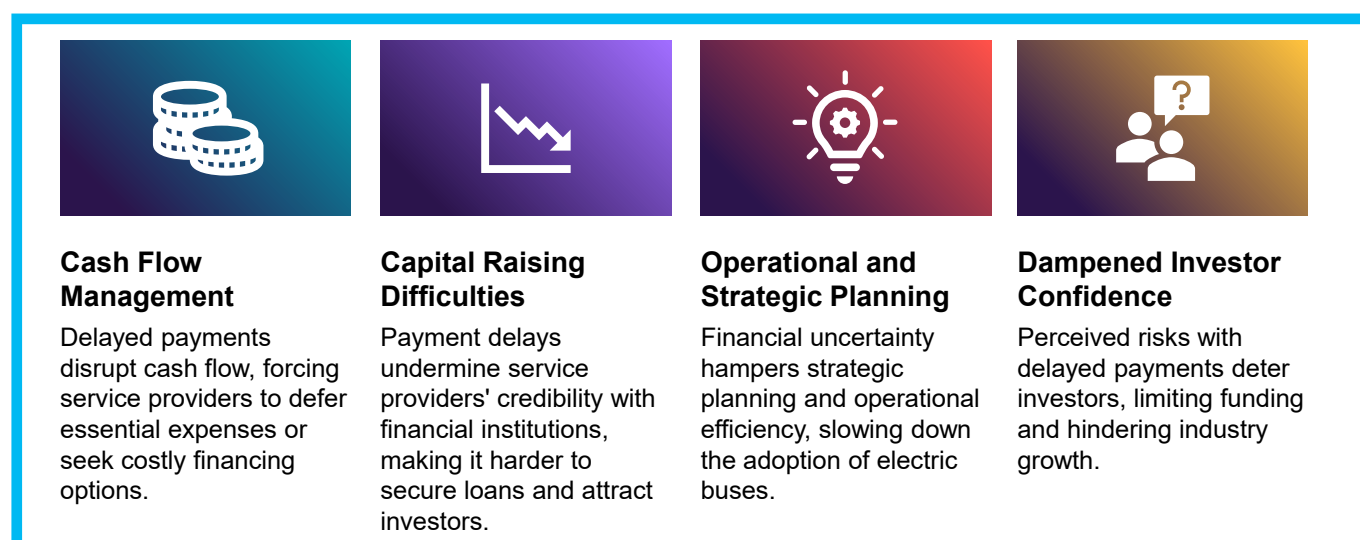 ?
Cash Flow
Management
Delayed payments
disrupt cash flow, forcing
service providers to defer
essential expenses or
seek costly financing
options.
Capital Raising
Difficulties
Payment delays
undermine service
providers' credibility with
financial institutions,
making it harder to
secure loans and attract
investors.
Operational and
Strategic Planning
Financial uncertainty
hampers strategic
planning and operational
efficiency, slowing down
the adoption of electric
buses.
Dampened Investor
Confidence
Perceived risks with
delayed payments deter
investors, limiting funding
and hindering industry
growth.